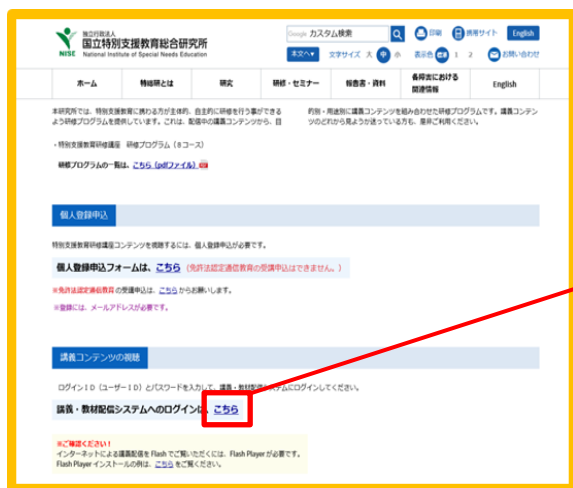 独立行政法人
国立特別支援教育総合研究所
NISE National Institute of Special Needs Education
Google カスタム検索
印刷
携帯サイト
English
本文へ▼
文字サイズ 大 中 小
表示色 標準 1 2
お問い合わせ
ホーム
特総研とは
研究
研修・セミナー
報告書・資料
各障害における
関連情報
English
本研究所では、特別支援教育に携わる方が主体的、自主的に研修を行う事ができる
よう研修プログラムを提供しています。これは、配信中の講義コンテンツから、目
的別・用途別に講義コンテンツを組み合わせた研修プログラムです。講義コンテン
ツのどれから見ようか迷っている方も、是非ご利用ください。
・特別支援教育研修講座 研修プログラム(8コース)
研修プログラムの一覧は、こちら (pdfファイル)
個人登録申込
特別支援教育研修講座コンテンツを視聴するには、個人登録申込が必要です。
個人登録申込フォームは、こちら (免許法認定通信教育の受講申込はできません。)
※免許法認定通信教育 の受講申込は、こちら からお願いします。
※登録には、メールアドレスが必要です。
講義コンテンツの視聴
ログインID(ユーザーID)とパスワードを入力して、講義・教材配信システムにログインしてください。
講義・教材配信システムへのログインは、こちら
※ご確認ください!
インターネットによる講義配信を Flash でご覧いただくには、Flash Player が必要です。
Flash Player インストールの例は、こちら をご覧ください。